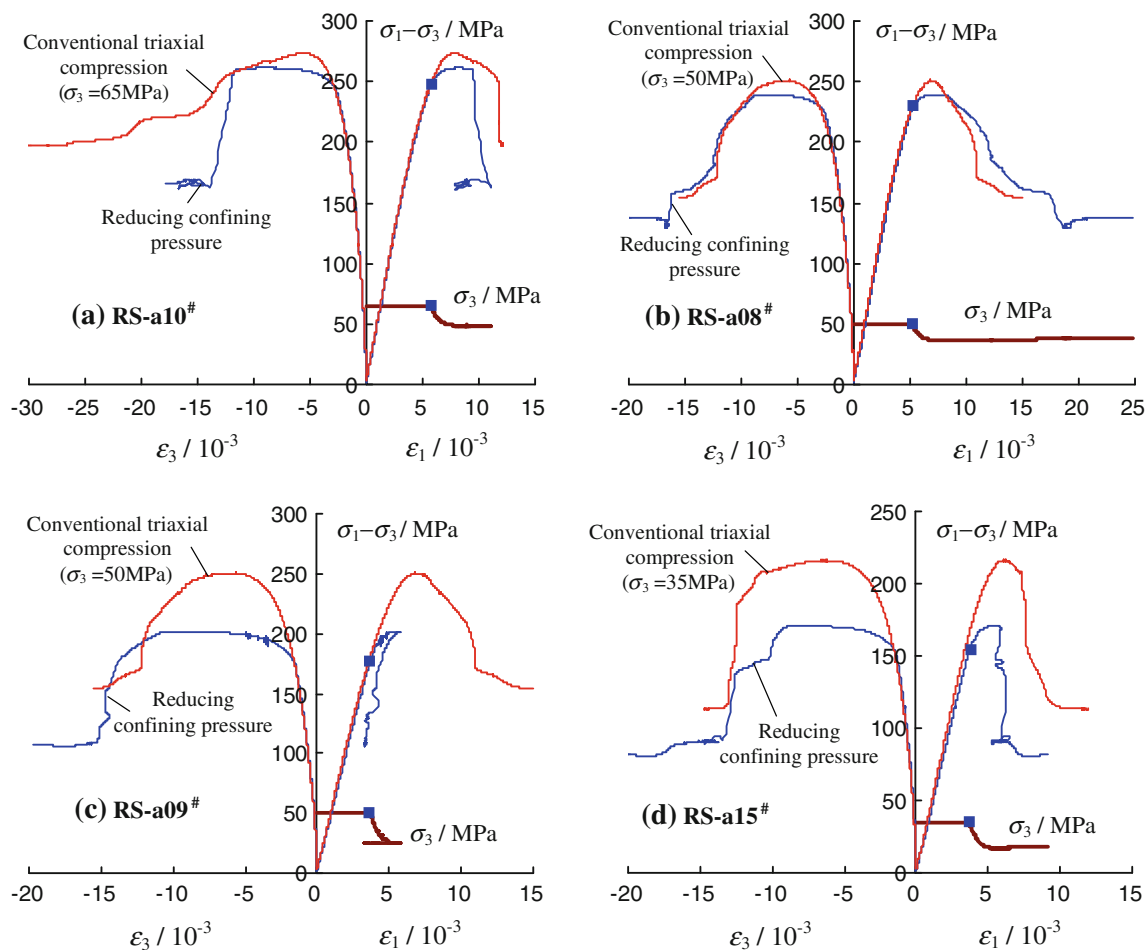 300
σ1–σ3 / MPa
Conventional triaxial
compression
(σ3 =65MPa)
250
200
Reducing confining
pressure
150
100
(a) RS-a10#
σ3 / MPa
50
0
-30 -25 -20 -15 -10 -5 0 5 10 15
ε3 / 10-3
ε1 / 10-3
300
σ1–σ3 / MPa
Conventional triaxial
compression
(σ3 =50MPa)
250
200
150
Reducing confining
pressure
100
(b) RS-a08#
σ3 / MPa
50
0
-20 -15 -10 -5 0 5 10 15 20 25
ε3 / 10-3
ε1 / 10-3
300
σ1–σ3 / MPa
Conventional triaxial
compression
(σ3 =50MPa)
250
200
150
Reducing
confining pressure
100
(c) RS-a09#
50
σ3 / MPa
0
-20 -15 -10 -5 0 5 10 15
ε3 / 10-3
ε1 / 10-3
250
σ1–σ3 / MPa
Conventional triaxial
compression
(σ3 =35MPa)
200
150
Reducing
confining pressure
100
(d) RS-a15#
50
σ3 / MPa
0
-20 -15 -10 -5 0 5 10 15
ε3 / 10-3
ε1 / 10-3